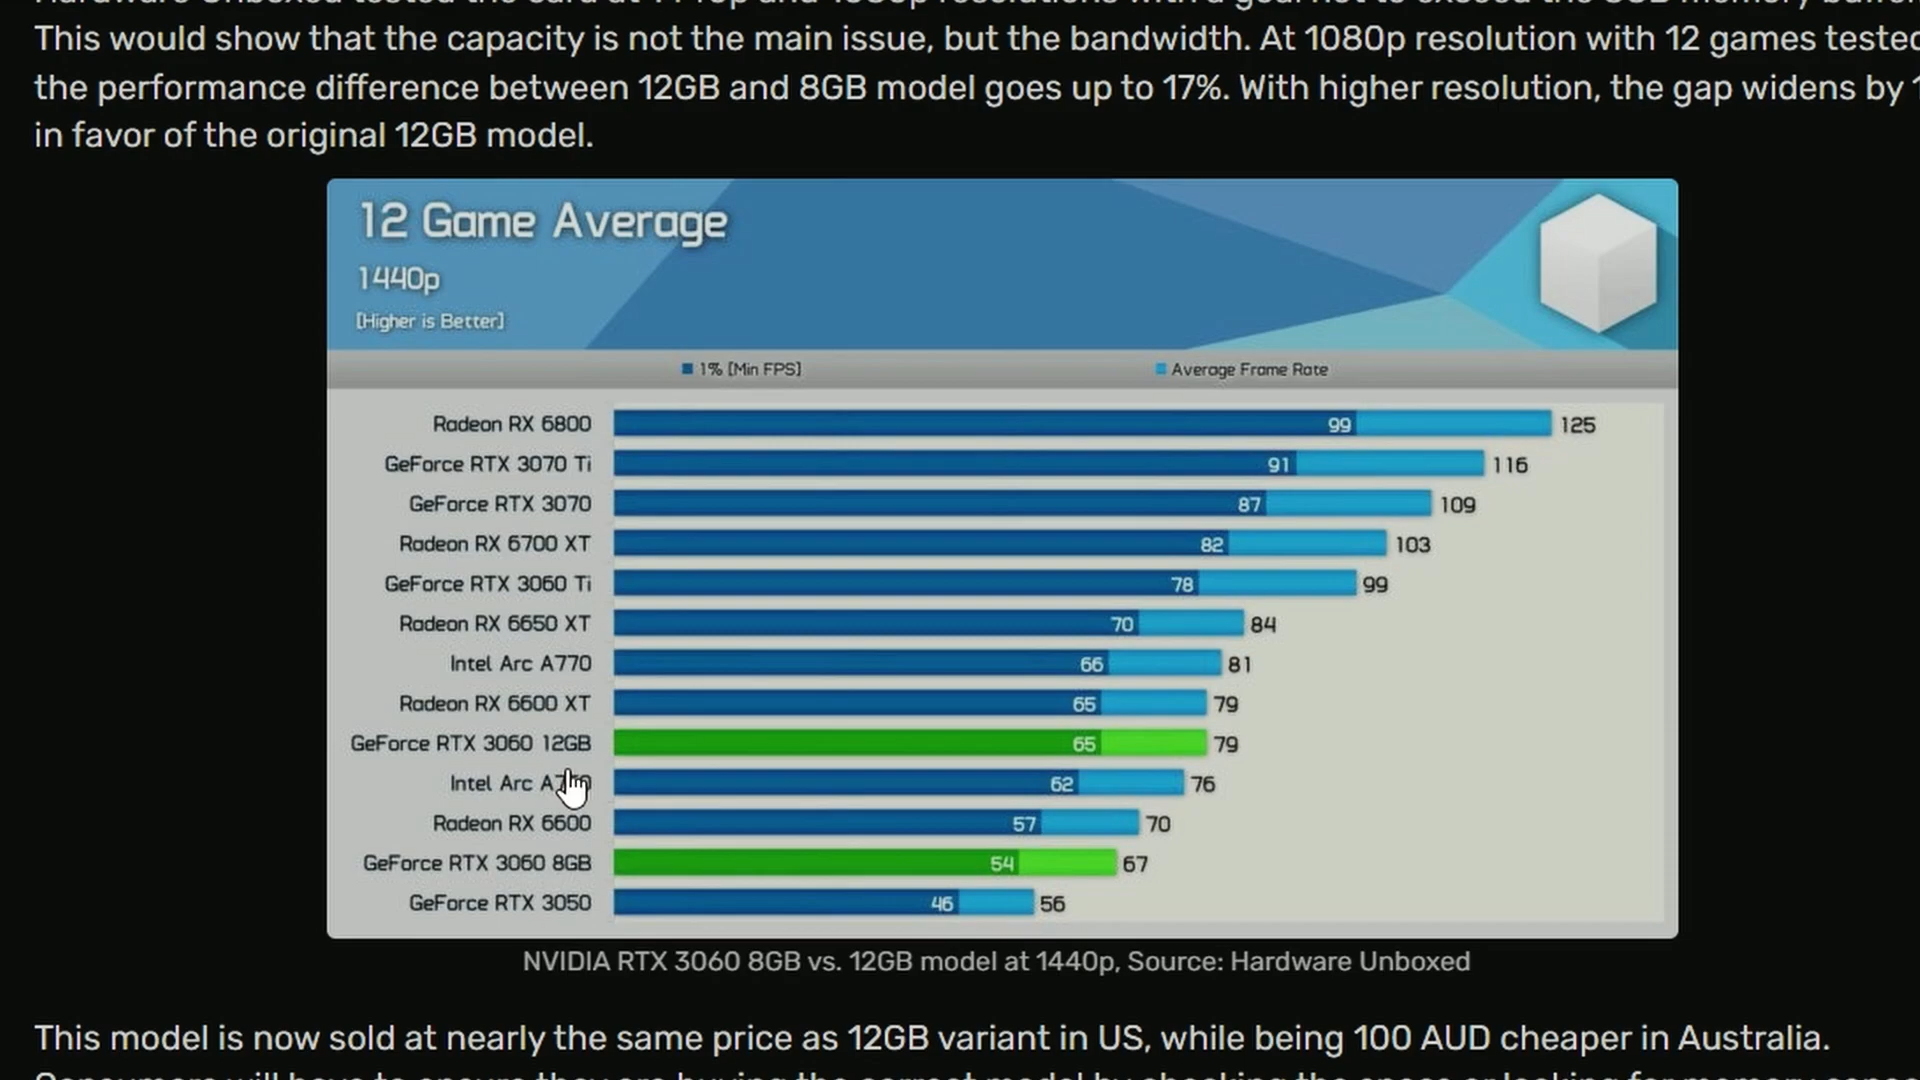 This would show that the capacity is not the main issue, but the bandwidth. At 1080p resolution with 12 games tested
the performance difference between 12GB and 8GB model goes up to 17%. With higher resolution, the gap widens by
in favor of the original 12GB model.
12 Game Average
1440p
[Higher is Better]
1% [Min FPS] Average Frame Rate
Radeon RX 6800 99 125
GeForce RTX 3070 Ti 91 116
GeForce RTX 3070 87 109
Radeon RX 6700 XT 82 103
GeForce RTX 3060 Ti 78 99
Radeon RX 6650 XT 70 84
Intel Arc A770 66 81
Radeon RX 6600 XT 65 79
GeForce RTX 3060 12GB 65 79
Intel Arc 62 76
Radeon RX 6600 57 70
GeForce RTX 3060 8GB 54 67
GeForce RTX 3050 46 56
NVIDIA RTX 3060 8GB vs. 12GB model at 1440p, Source: Hardware Unboxed
This model is now sold at nearly the same price as 12GB variant in US, while being 100 AUD cheaper in Australia.